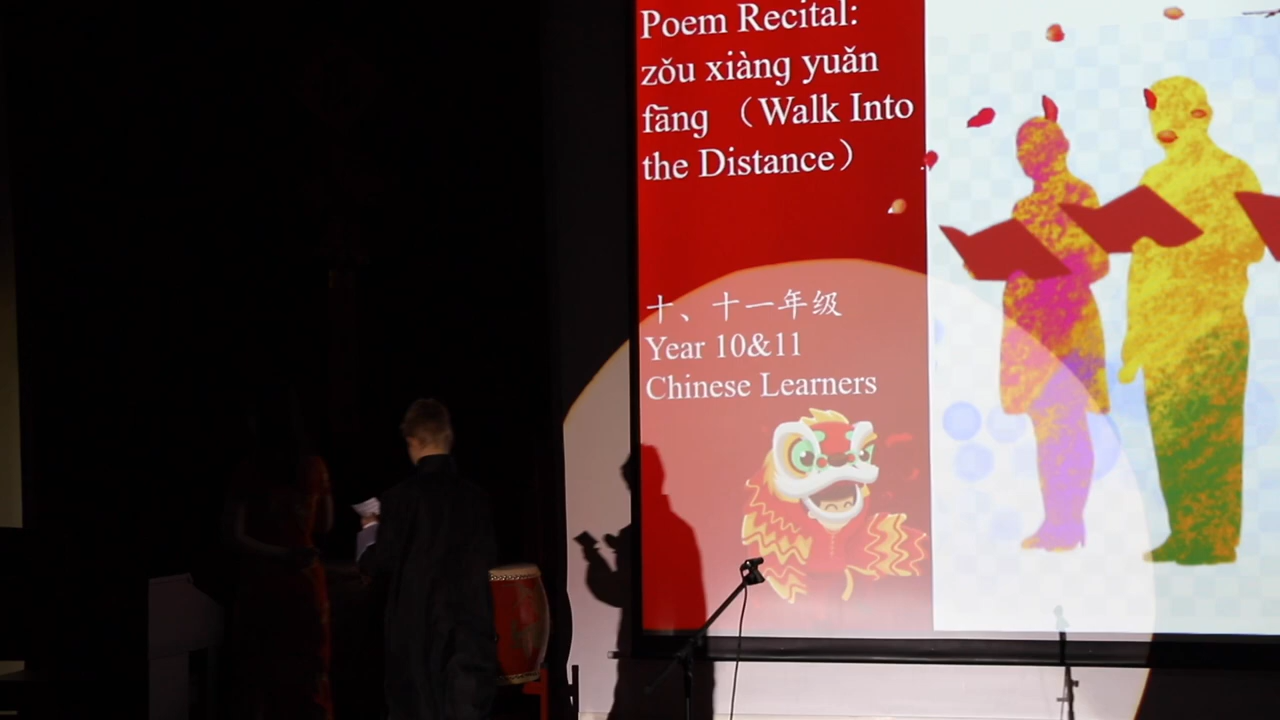 Poem Recital:
zǒu xiàng yuǎn
fāng （Walk Into
the Distance）
十、十一年级
Year 10&11
Chinese Learners